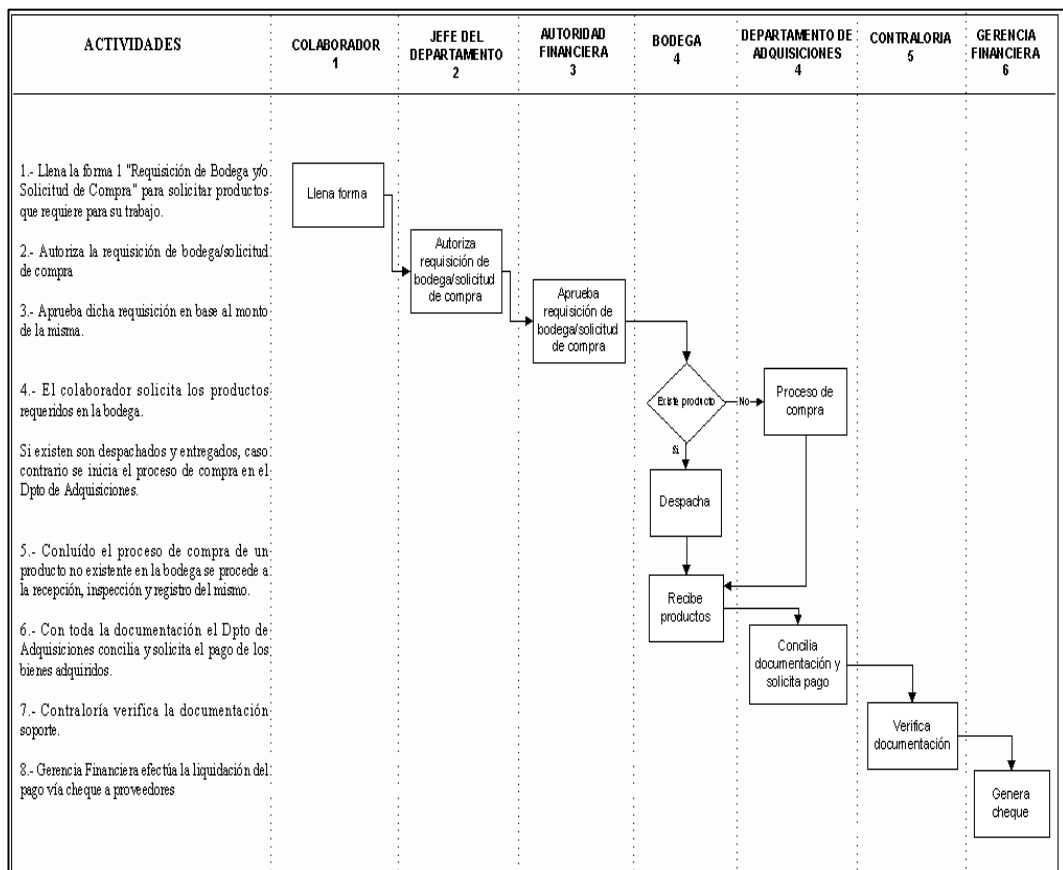 ACTIVIDADES
COLABORADOR
1
JEFE DEL
DEPARTAMENTO
2
AUTORIDAD
FINANCIERA
3
BODEGA
4
DEPARTAMENTO DE
ADQUISICIONES
4
CONTRALORIA
5
GERENCIA
FINANCIERA
6
1.- Llena la forma 1 "Requisición de Bodega y/o
Solicitud de Compra" para solicitar productos
que requiere para su trabajo.
2.- Autoriza la requisición de bodega/solicitud
de compra
3.- Aprueba dicha requisición en base al monto
de la misma.
4.- El colaborador solicita los productos
requeridos en la bodega.
Si existen son despachados y entregados, caso
contrario se inicia el proceso de compra en el
Dpto de Adquisiciones.
5.- Conluído el proceso de compra de un
producto no existente en la bodega se procede a
la recepción, inspección y registro del mismo.
6.- Con toda la documentación el Dpto de
Adquisiciones concilia y solicita el pago de los
bienes adquiridos.
7.- Contraloría verifica la documentación
soporte.
8.- Gerencia Financiera efectúa la liquidación del
pago vía cheque a proveedores
Llena forma
Autoriza
requisición de
bodega/solicitud
de compra
Aprueba
requisición de
bodega/solicitud
de compra
Existe producto
No
Proceso de
compra
Si
Despacha
Recibe
productos
Concilia
documentación y
solicita pago
Verifica
documentación
Genera
cheque